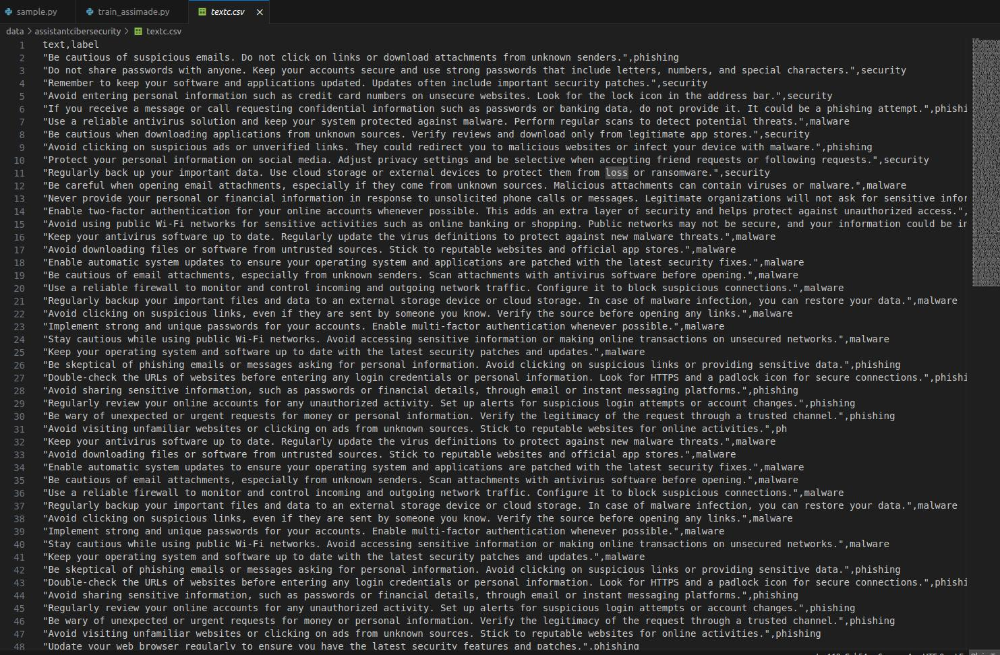 sample.py
train_assimade.py
textc.csv
data > assistantcibersecurity > textc.csv
1 text,label
2 "Be cautious of suspicious emails. Do not click on links or download attachments from unknown senders.",phishing
3 "Do not share passwords with anyone. Keep your accounts secure and use strong passwords that include letters, numbers, and special characters.",security
4 "Remember to keep your software and applications updated. Updates often include important security patches.",security
5 "Avoid entering personal information such as credit card numbers on unsecure websites. Look for the lock icon in the address bar.",security
6 "If you receive a message or call requesting confidential information such as passwords or banking data, do not provide it. It could be a phishing attempt.",phishi
7 "Use a reliable antivirus solution and keep your system protected against malware. Perform regular scans to detect potential threats.",malware
8 "Be cautious when downloading applications from unknown sources. Verify reviews and download only from legitimate app stores.",security
9 "Avoid clicking on suspicious ads or unverified links. They could redirect you to malicious websites or infect your device with malware.",phishing
10 "Protect your personal information on social media. Adjust privacy settings and be selective when accepting friend requests or following requests.",security
11 "Regularly back up your important data. Use cloud storage or external devices to protect them from loss or ransomware.",security
12 "Be careful when opening email attachments, especially if they come from unknown sources. Malicious attachments can contain viruses or malware.",malware
13 "Never provide your personal or financial information in response to unsolicited phone calls or messages. Legitimate organizations will not ask for sensitive infor
14 "Enable two-factor authentication for your online accounts whenever possible. This adds an extra layer of security and helps protect against unauthorized access.",
15 "Avoid using public Wi-Fi networks for sensitive activities such as online banking or shopping. Public networks may not be secure, and your information could be in
16 "Keep your antivirus software up to date. Regularly update the virus definitions to protect against new malware threats.",malware
17 "Avoid downloading files or software from untrusted sources. Stick to reputable websites and official app stores.",malware
18 "Enable automatic system updates to ensure your operating system and applications are patched with the latest security fixes.",malware
19 "Be cautious of email attachments, especially from unknown senders. Scan attachments with antivirus software before opening.",malware
20 "Use a reliable firewall to monitor and control incoming and outgoing network traffic. Configure it to block suspicious connections.",malware
21 "Regularly backup your important files and data to an external storage device or cloud storage. In case of malware infection, you can restore your data.",malware
22 "Avoid clicking on suspicious links, even if they are sent by someone you know. Verify the source before opening any links.",malware
23 "Implement strong and unique passwords for your accounts. Enable multi-factor authentication whenever possible.",malware
24 "Stay cautious while using public Wi-Fi networks. Avoid accessing sensitive information or making online transactions on unsecured networks.",malware
25 "Keep your operating system and software up to date with the latest security patches and updates.",malware
26 "Be skeptical of phishing emails or messages asking for personal information. Avoid clicking on suspicious links or providing sensitive data.",phishing
27 "Double-check the URLs of websites before entering any login credentials or personal information. Look for HTTPS and a padlock icon for secure connections.",phishi
28 "Avoid sharing sensitive information, such as passwords or financial details, through email or instant messaging platforms.",phishing
29 "Regularly review your online accounts for any unauthorized activity. Set up alerts for suspicious login attempts or account changes.",phishing
30 "Be wary of unexpected or urgent requests for money or personal information. Verify the legitimacy of the request through a trusted channel.",phishing
31 "Avoid visiting unfamiliar websites or clicking on ads from unknown sources. Stick to reputable websites for online activities.",ph
32 "Keep your antivirus software up to date. Regularly update the virus definitions to protect against new malware threats.",malware
33 "Avoid downloading files or software from untrusted sources. Stick to reputable websites and official app stores.",malware
34 "Enable automatic system updates to ensure your operating system and applications are patched with the latest security fixes.",malware
35 "Be cautious of email attachments, especially from unknown senders. Scan attachments with antivirus software before opening.",malware
36 "Use a reliable firewall to monitor and control incoming and outgoing network traffic. Configure it to block suspicious connections.",malware
37 "Regularly backup your important files and data to an external storage device or cloud storage. In case of malware infection, you can restore your data.",malware
38 "Avoid clicking on suspicious links, even if they are sent by someone you know. Verify the source before opening any links.",malware
39 "Implement strong and unique passwords for your accounts. Enable multi-factor authentication whenever possible.",malware
40 "Stay cautious while using public Wi-Fi networks. Avoid accessing sensitive information or making online transactions on unsecured networks.",malware
41 "Keep your operating system and software up to date with the latest security patches and updates.",malware
42 "Be skeptical of phishing emails or messages asking for personal information. Avoid clicking on suspicious links or providing sensitive data.",phishing
43 "Double-check the URLs of websites before entering any login credentials or personal information. Look for HTTPS and a padlock icon for secure connections.",phishi
44 "Avoid sharing sensitive information, such as passwords or financial details, through email or instant messaging platforms.",phishing
45 "Regularly review your online accounts for any unauthorized activity. Set up alerts for suspicious login attempts or account changes.",phishing
46 "Be wary of unexpected or urgent requests for money or personal information. Verify the legitimacy of the request through a trusted channel.",phishing
47 "Avoid visiting unfamiliar websites or clicking on ads from unknown sources. Stick to reputable websites for online activities.",phishing
48 "Update your web browser regularly to ensure you have the latest security features and patches.",phishing